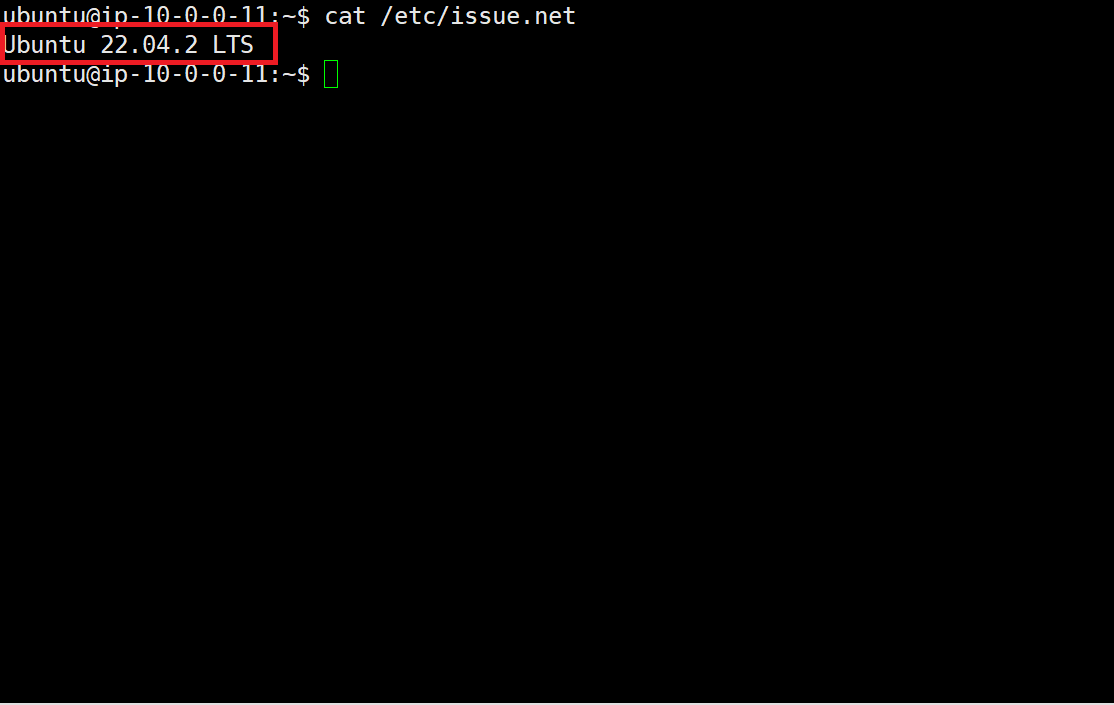 ubuntu@ip-10-0-0-11:~$ cat /etc/issue.net
Ubuntu 22.04.2 LTS
ubuntu@ip-10-0-0-11:~$